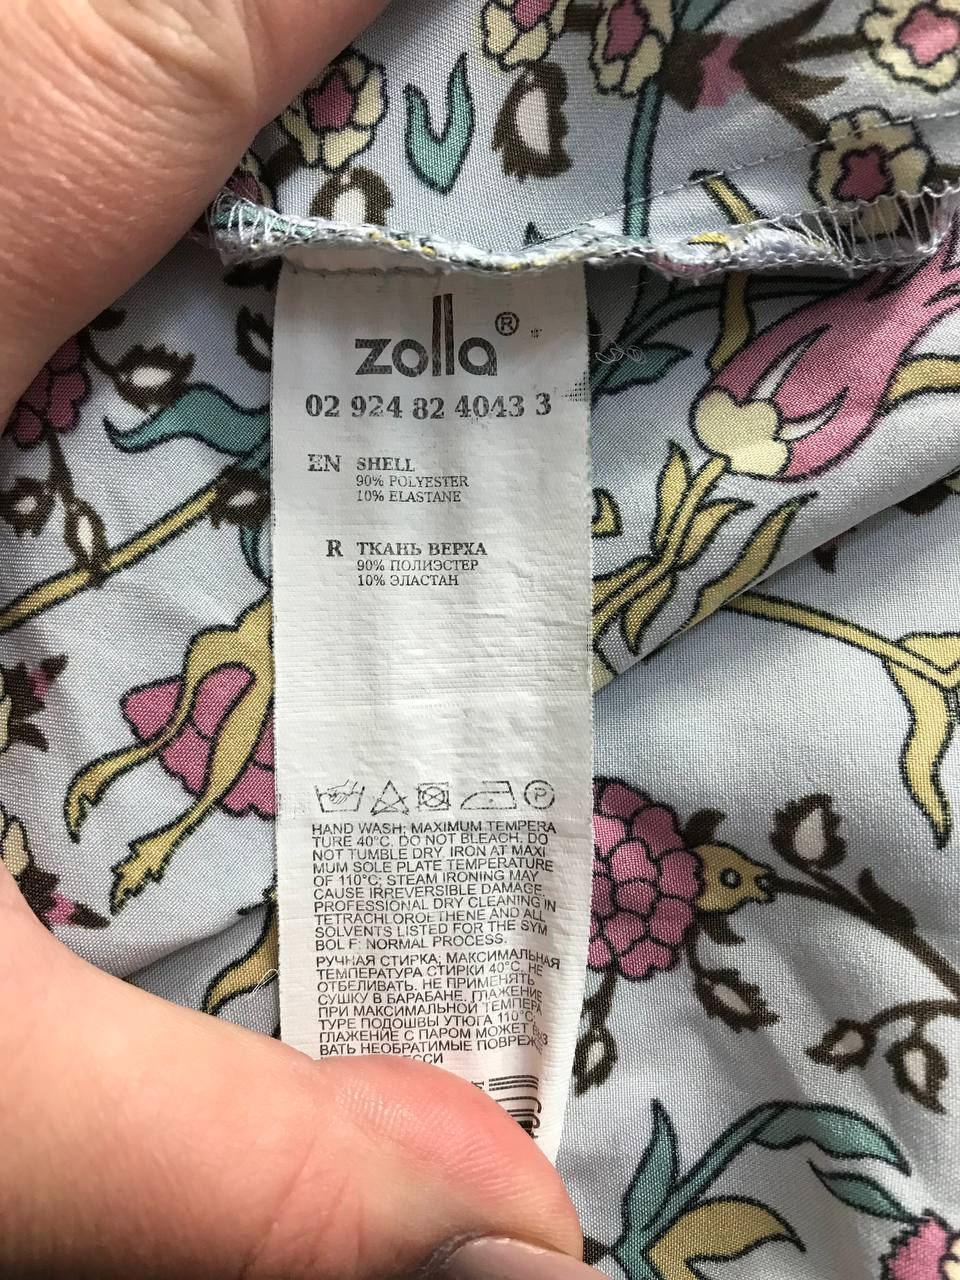 zolla®
02 924 82 4043 3
EN SHELL
90% POLYESTER
10% ELASTANE
R ТКАНЬ ВЕРХА
90% ПОЛИЭСТЕР
10% ЭЛАСТАН
P
HAND WASH; MAXIMUM TEMPERA
TURE 40°C. DO NOT BLEACH. DO
NOT TUMBLE DRY. IRON AT MAXI
MUM SOLE PLATE TEMPERATURE
OF 110°C; STEAM IRONING MAY
CAUSE IRREVERSIBLE DAMAGE.
PROFESSIONAL DRY CLEANING IN
TETRACHLOROETHENE AND ALL
SOLVENTS LISTED FOR THE SYM
BOL F: NORMAL PROCESS.
РУЧНАЯ СТИРКА; МАКСИМАЛЬНАЯ
ТЕМПЕРАТУРА СТИРКИ 40°C. НЕ
ОТБЕЛИВАТЬ. НЕ ПРИМЕНЯТЬ
СУШКУ В БАРАБАНЕ. ГЛАЖЕНИЕ
ПРИ МАКСИМАЛЬНОЙ ТЕМПЕРА
ТУРЕ ПОДОШВЫ УТЮГА 110°C;
ГЛАЖЕНИЕ С ПАРОМ МОЖЕТ
ВАТЬ НЕОБРАТИМЫЕ